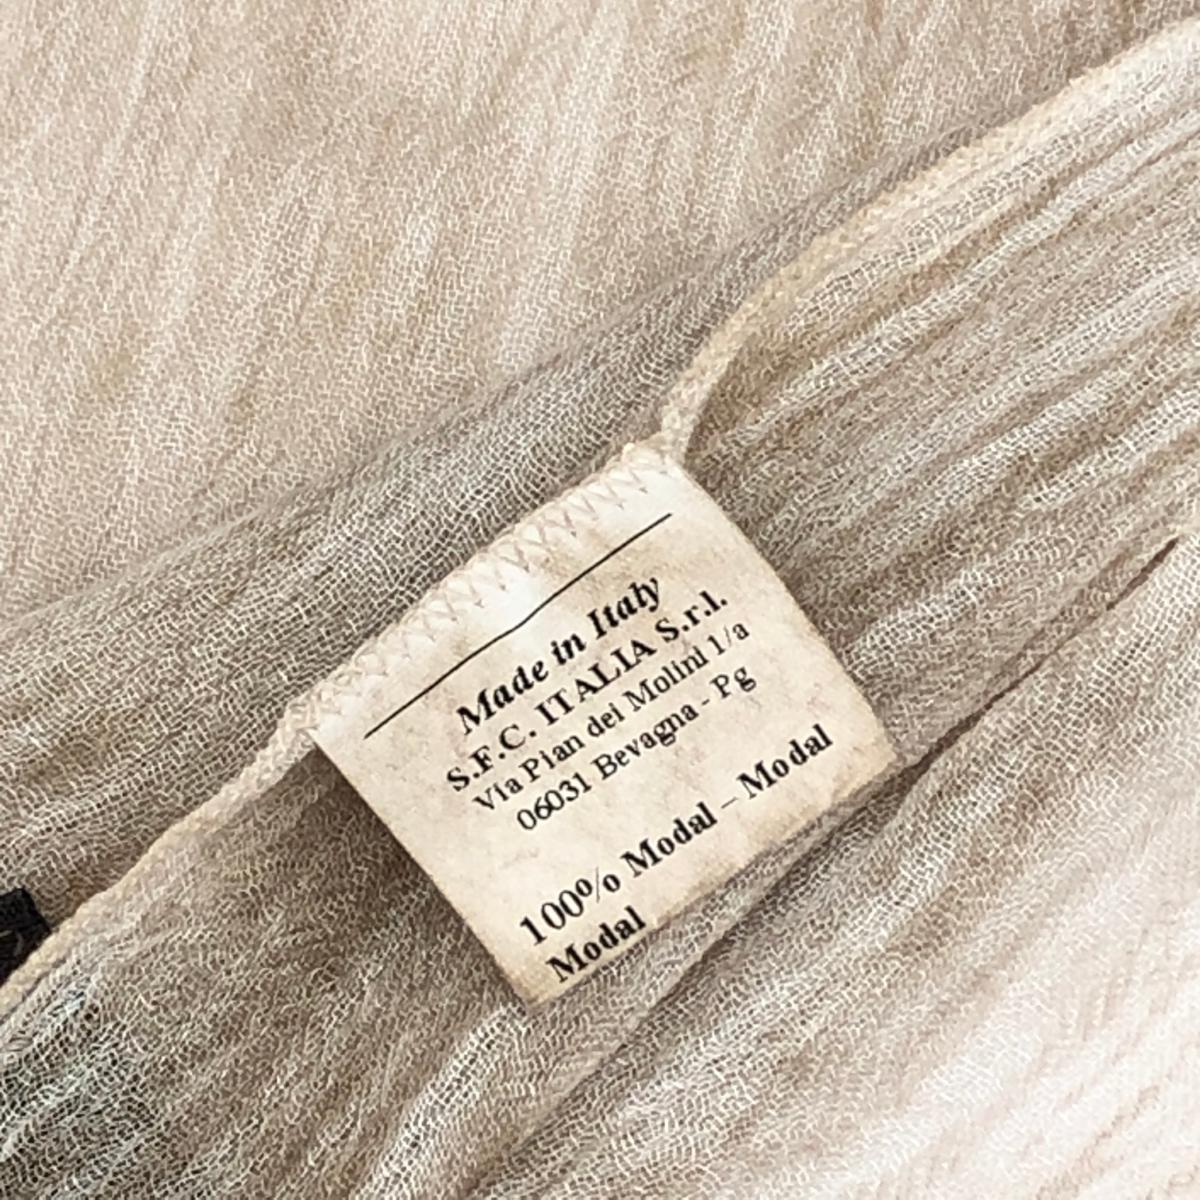 Made in Italy
S.F.C. ITALIA S.r.l.
Via Pian dei Molini 1/a
06031 Bevagna - Pg
100% Modal – Modal
Modal